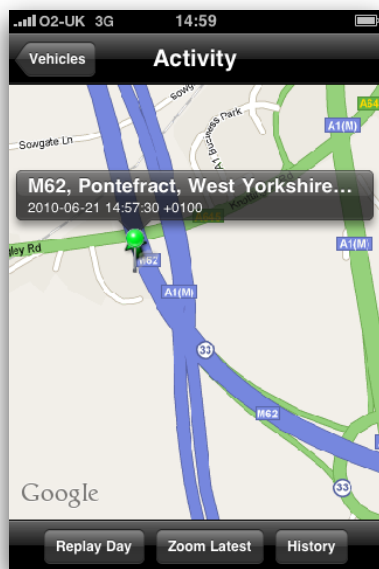 O2-UK 3G 14:59
Vehicles Activity
Sowgate Ln
A1 Business Park
A1(M)
M62, Pontefract, West Yorkshire...
2010-06-21 14:57:30 +0100
M62
A1(M)
A1(M)
33
M62
33
Google
Replay Day Zoom Latest History